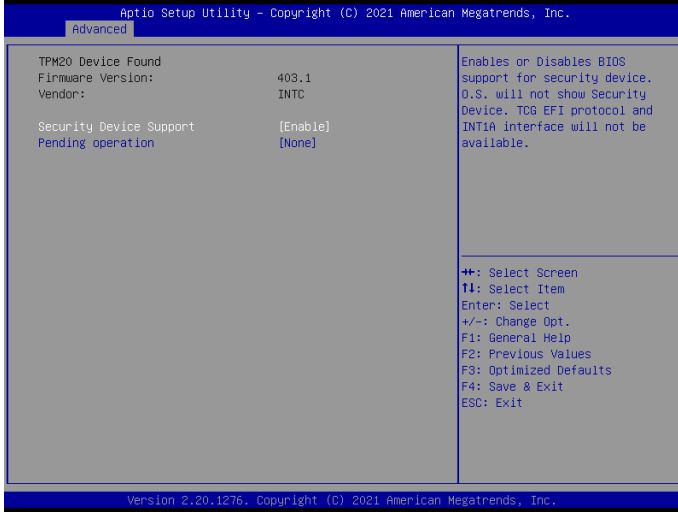 Aptio Setup Utility – Copyright (C) 2021 American Megatrends, Inc.
Advanced
TPM20 Device Found
Firmware Version: 403.1
Vendor: INTC
Security Device Support [Enable]
Pending operation [None]
Enables or Disables BIOS
support for security device.
O.S. will not show Security
Device. TCG EFI protocol and
INT1A interface will not be
available.
→←: Select Screen
↑↓: Select Item
Enter: Select
+/-: Change Opt.
F1: General Help
F2: Previous Values
F3: Optimized Defaults
F4: Save & Exit
ESC: Exit
Version 2.20.1276. Copyright (C) 2021 American Megatrends, Inc.